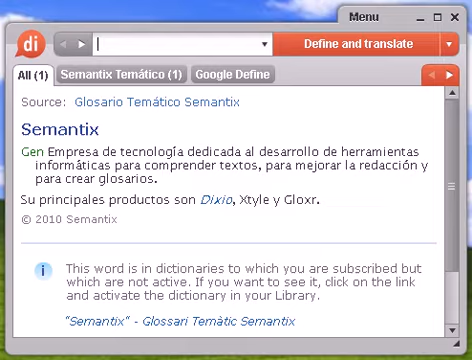 Menu
di
Define and translate
All (1)
Semantix Temático (1)
Google Define
Source: Glosario Temático Semantix
Semantix
Gen Empresa de tecnología dedicada al desarrollo de herramientas
informáticas para comprender textos, para mejorar la redacción y
para crear glosarios.
Su principales productos son Dixio, Xtyle y Gloxr.
© 2010 Semantix
i
This word is in dictionaries to which you are subscribed but
which are not active. If you want to see it, click on the link
and activate the dictionary in your Library.
"Semantix" - Glossari Temàtic Semantix